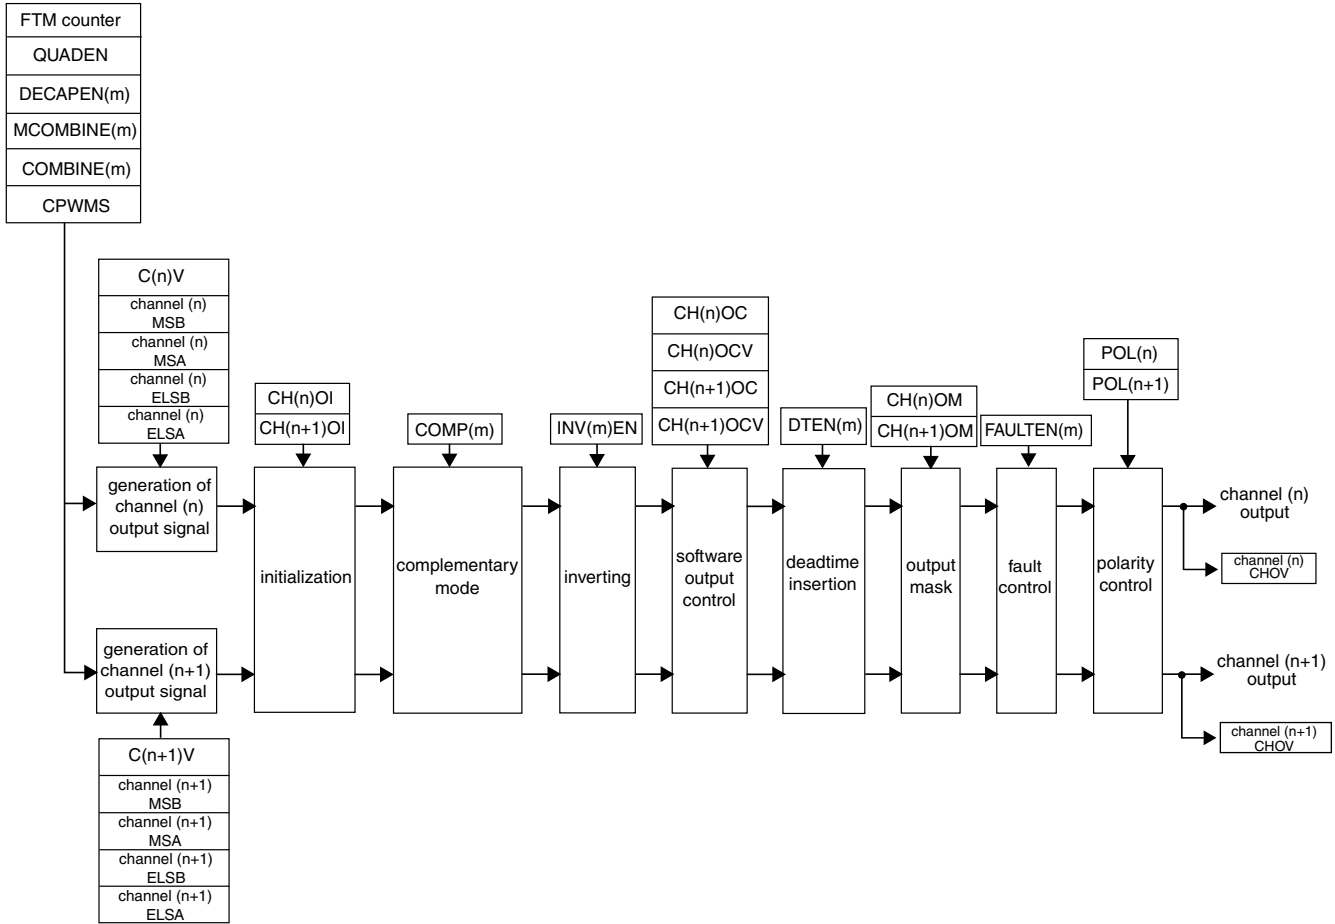 FTM counter
QUADEN
DECAPEN(m)
MCOMBINE(m)
COMBINE(m)
CPWMS
C(n)V
channel (n)
MSB
channel (n)
MSA
channel (n)
ELSB
channel (n)
ELSA
CH(n)OI
CH(n+1)OI
COMP(m)
INV(m)EN
CH(n)OC
CH(n)OCV
CH(n+1)OC
CH(n+1)OCV
DTEN(m)
CH(n)OM
CH(n+1)OM
FAULTEN(m)
POL(n)
POL(n+1)
generation of
channel (n)
output signal
initialization
complementary
mode
inverting
software
output
control
deadtime
insertion
output
mask
fault
control
polarity
control
channel (n)
output
channel (n)
CHOV
generation of
channel (n+1)
output signal
channel (n+1)
output
channel (n+1)
CHOV
C(n+1)V
channel (n+1)
MSB
channel (n+1)
MSA
channel (n+1)
ELSB
channel (n+1)
ELSA